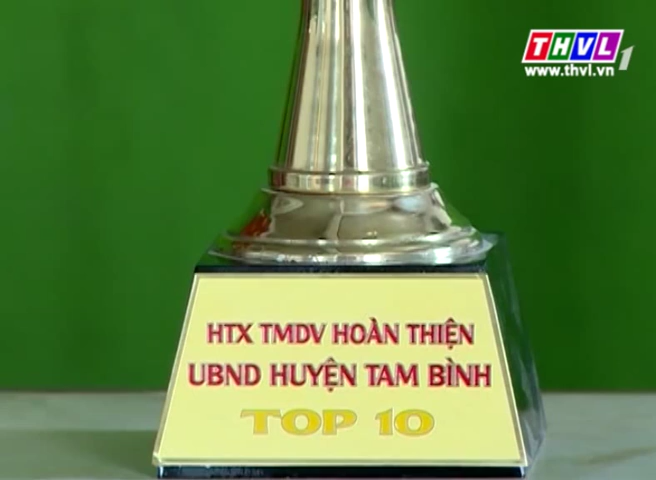 THVL1
www.thvl.vn
HTX TMDV HOÀN THIỆN
UBND HUYỆN TAM BÌNH
TOP 10